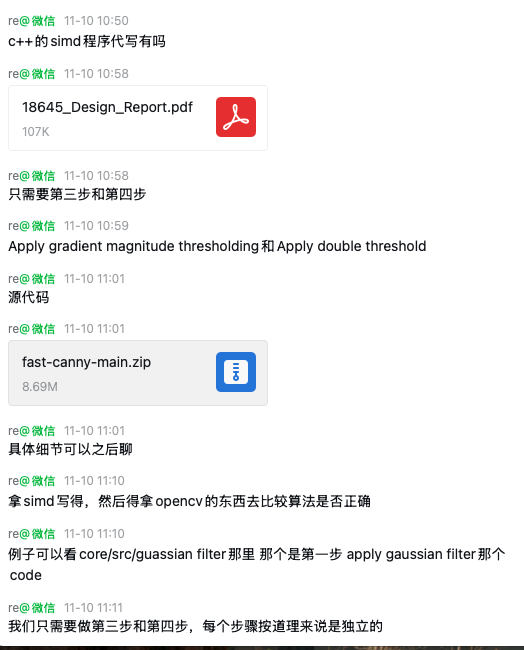 re@微信 11-10 10:50
c++的simd程序代写有吗
re@微信 11-10 10:58
18645_Design_Report.pdf
107K
re@微信 11-10 10:58
只需要第三步和第四步
re@微信 11-10 10:59
Apply gradient magnitude thresholding和Apply double threshold
re@微信 11-10 11:01
源代码
re@微信 11-10 11:01
fast-canny-main.zip
8.69M
re@微信 11-10 11:01
具体细节可以之后聊
re@微信 11-10 11:10
拿simd写得，然后得拿opencv的东西去比较算法是否正确
re@微信 11-10 11:10
例子可以看core/src/guassian filter那里 那个是第一步 apply gaussian filter那个
code
re@微信 11-10 11:11
我们只需要做第三步和第四步，每个步骤按道理来说是独立的